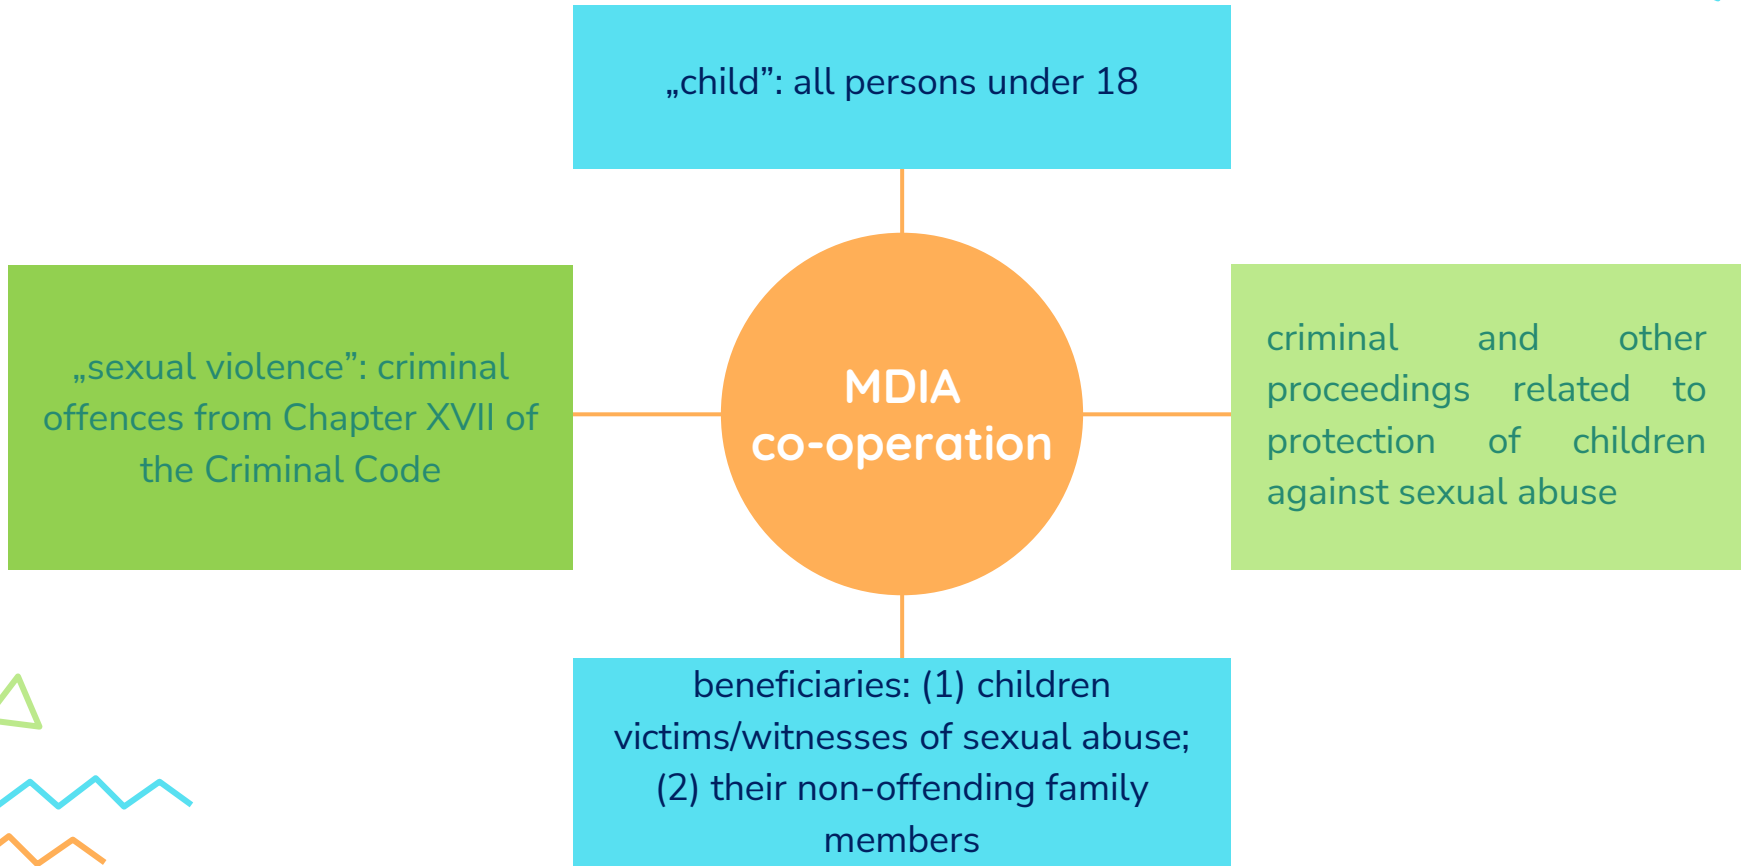 „child”: all persons under 18
„sexual violence”: criminal
offences from Chapter XVII of
the Criminal Code
MDIA
co-operation
criminal and other
proceedings related to
protection of children
against sexual abuse
beneficiaries: (1) children
victims/witnesses of sexual abuse;
(2) their non-offending family
members